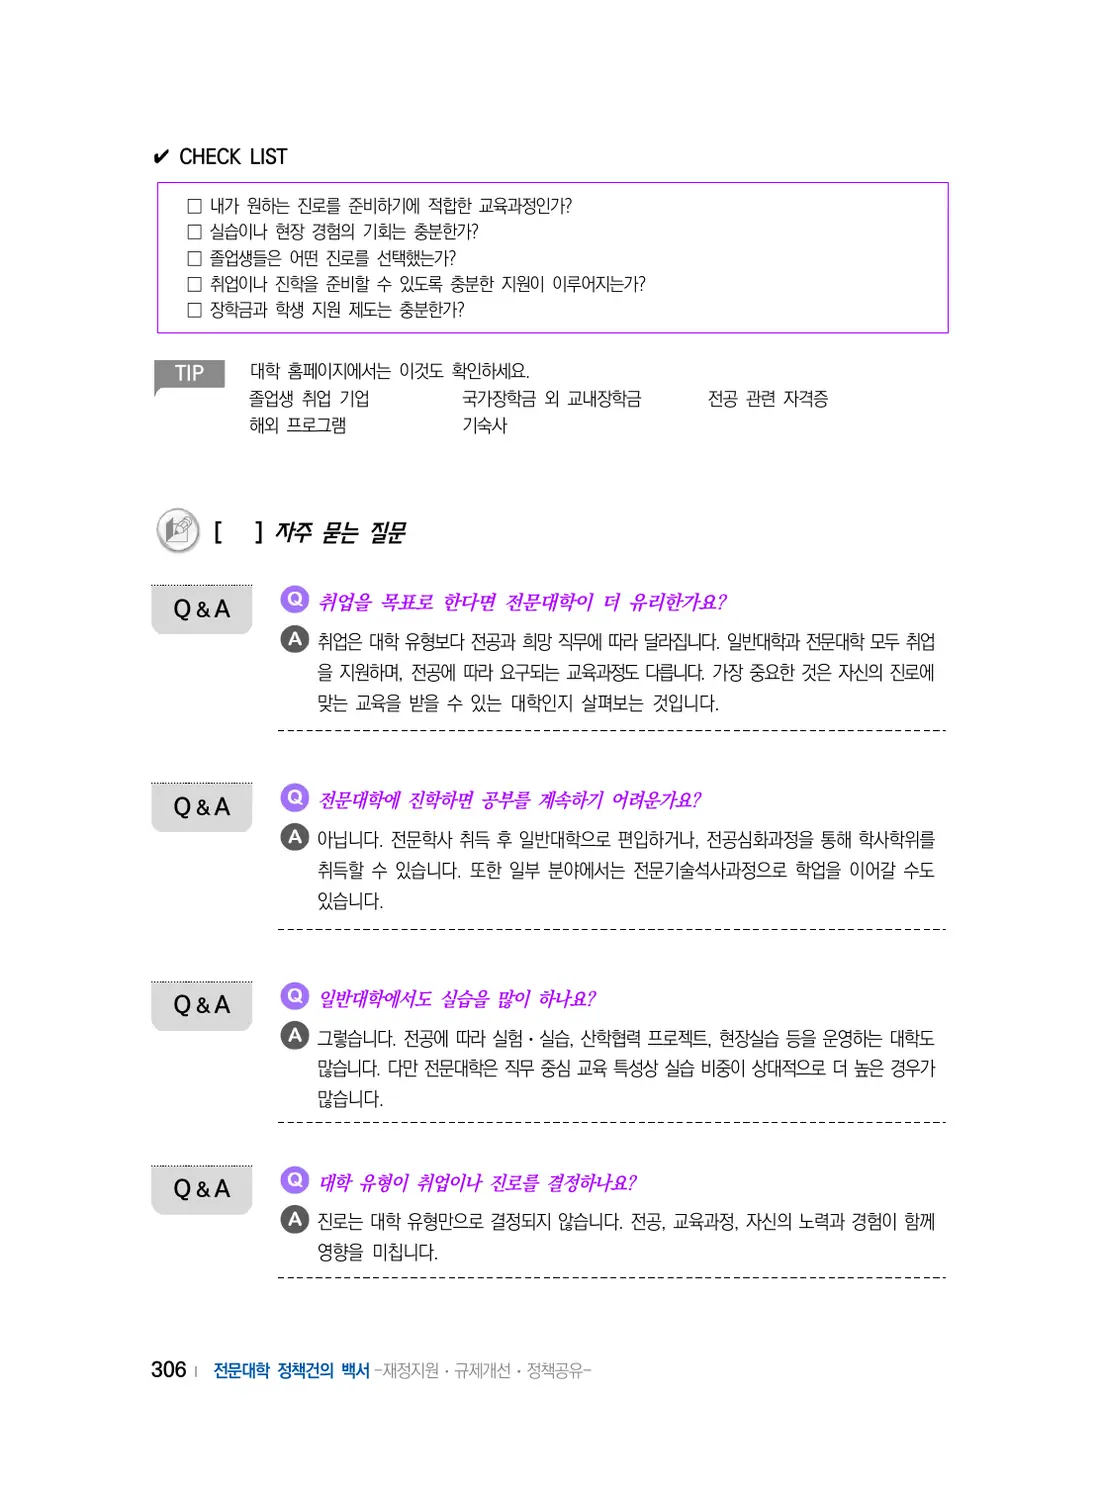 ✔ CHECK LIST
□ 내가 원하는 진로를 준비하기에 적합한 교육과정인가?
□ 실습이나 현장 경험의 기회는 충분한가?
□ 졸업생들은 어떤 진로를 선택했는가?
□ 취업이나 진학을 준비할 수 있도록 충분한 지원이 이루어지는가?
□ 장학금과 학생 지원 제도는 충분한가?
TIP 대학 홈페이지에서는 이것도 확인하세요.
졸업생 취업 기업 국가장학금 외 교내장학금 전공 관련 자격증
해외 프로그램 기숙사
[ ] 자주 묻는 질문
Q & A
Q 취업을 목표로 한다면 전문대학이 더 유리한가요?
A 취업은 대학 유형보다 전공과 희망 직무에 따라 달라집니다. 일반대학과 전문대학 모두 취업
을 지원하며, 전공에 따라 요구되는 교육과정도 다릅니다. 가장 중요한 것은 자신의 진로에
맞는 교육을 받을 수 있는 대학인지 살펴보는 것입니다.
Q & A
Q 전문대학에 진학하면 공부를 계속하기 어려운가요?
A 아닙니다. 전문학사 취득 후 일반대학으로 편입하거나, 전공심화과정을 통해 학사학위를
취득할 수 있습니다. 또한 일부 분야에서는 전문기술석사과정으로 학업을 이어갈 수도
있습니다.
Q & A
Q 일반대학에서도 실습을 많이 하나요?
A 그렇습니다. 전공에 따라 실험·실습, 산학협력 프로젝트, 현장실습 등을 운영하는 대학도
많습니다. 다만 전문대학은 직무 중심 교육 특성상 실습 비중이 상대적으로 더 높은 경우가
많습니다.
Q & A
Q 대학 유형이 취업이나 진로를 결정하나요?
A 진로는 대학 유형만으로 결정되지 않습니다. 전공, 교육과정, 자신의 노력과 경험이 함께
영향을 미칩니다.
306 | 전문대학 정책건의 백서 -재정지원·규제개선·정책공유-